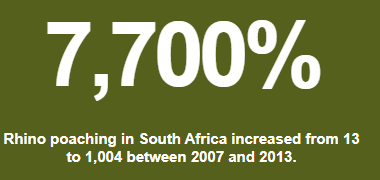 7,700%
Rhino poaching in South Africa increased from 13
to 1,004 between 2007 and 2013.